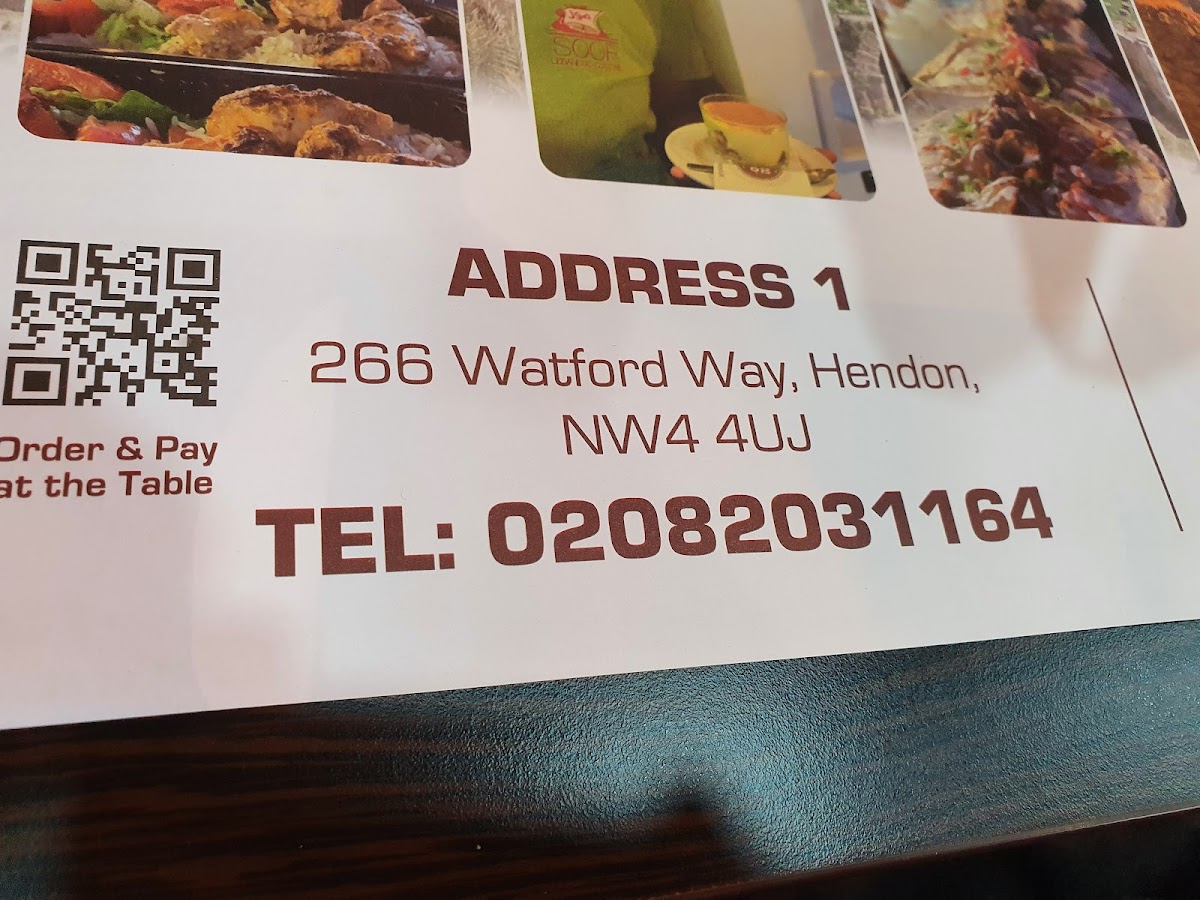 ADDRESS 1
266 Watford Way, Hendon,
NW4 4UJ
TEL: 02082031164
Order & Pay
at the Table